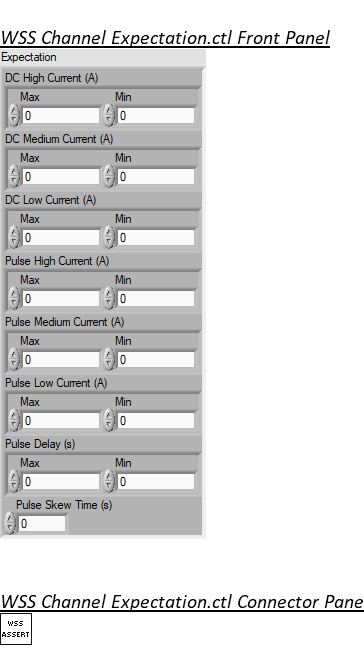 WSS Channel Expectation.ctl Front Panel
Expectation
DC High Current (A)
Max Min
0 0
DC Medium Current (A)
Max Min
0 0
DC Low Current (A)
Max Min
0 0
Pulse High Current (A)
Max Min
0 0
Pulse Medium Current (A)
Max Min
0 0
Pulse Low Current (A)
Max Min
0 0
Pulse Delay (s)
Max Min
0 0
Pulse Skew Time (s)
0
WSS Channel Expectation.ctl Connector Pane
WSS
ASSERT